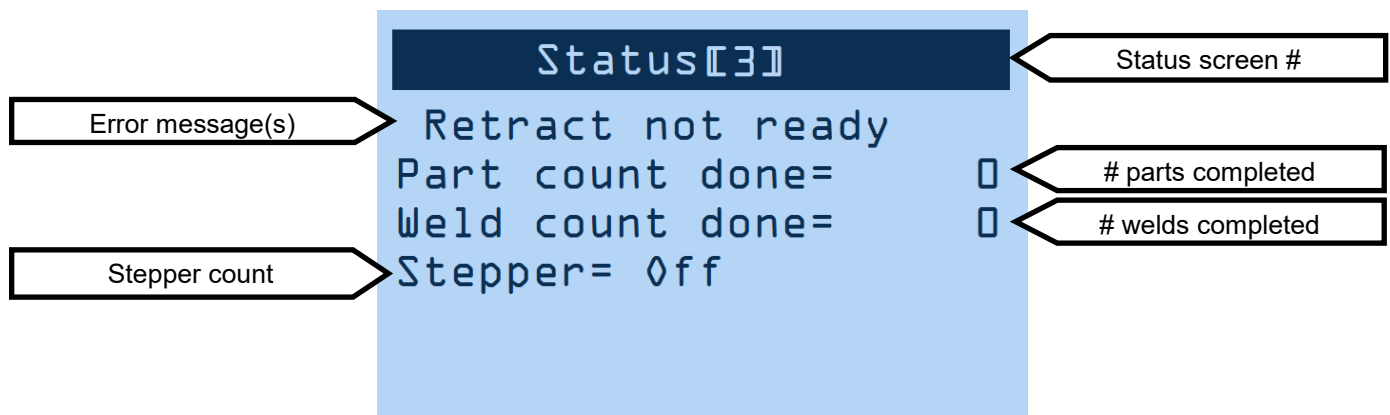 Status[3]
Status screen #
Error message(s)
Retract not ready
Part count done= 0
# parts completed
Weld count done= 0
# welds completed
Stepper count
Stepper= Off